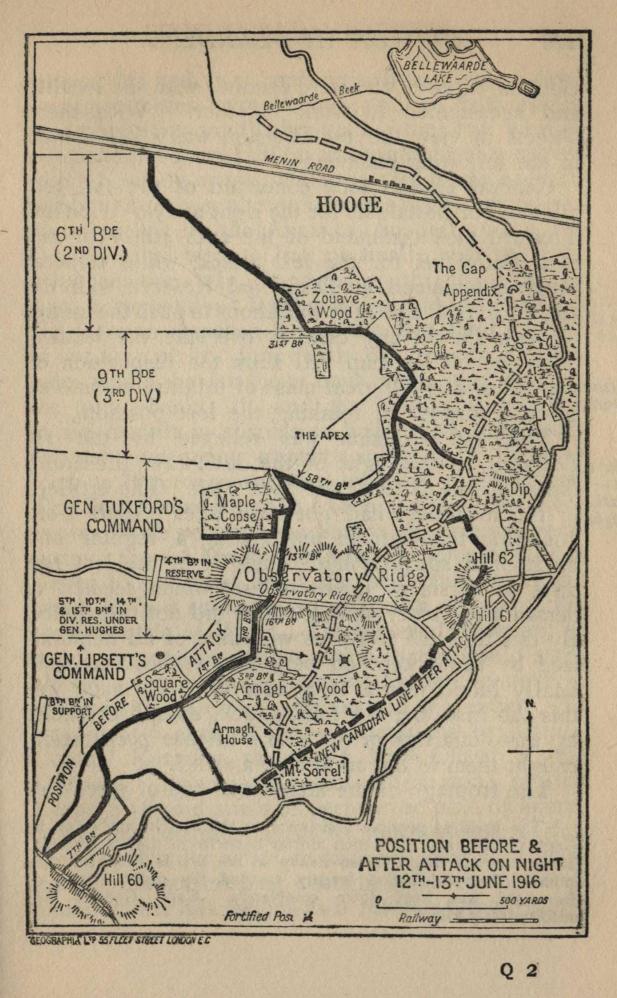 BELLEWAARDE
LAKE
Bellewaarde Beek
MENIN ROAD
HOOGE
6TH BDE
(2ND DIV.)
The Gap
Appendix
Zouave
Wood
31ST BN
9TH BDE
(3RD DIV.)
THE APEX
58TH BN
Maple
Copse
Dip
GEN. TUXFORD'S
COMMAND
13TH BN
Hill 62
4TH BN IN
RESERVE
Observatory Ridge
Observatory Ridge Road
Hill 61
5TH, 10TH, 14TH,
& 15TH BNS IN
DIV. RES. UNDER
GEN. HUGHES
2ND BN
16TH BN
GEN. LIPSETT'S
COMMAND
POSITION BEFORE ATTACK
1ST BN
3RD BN
Square
Wood
Armagh Wood
8TH BN IN
SUPPORT
NEW CANADIAN LINE AFTER ATTACK
Armagh
House
N.
Mt Sorrel
7TH BN
Hill 60
POSITION BEFORE &
AFTER ATTACK ON NIGHT
12TH-13TH JUNE 1916
0 500 YARDS
Fortified Post
Railway
"GEOGRAPHIA" LTD 55 FLEET STREET LONDON E.C
Q 2